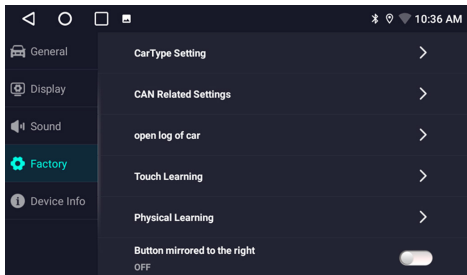 10:36 AM
General
Display
Sound
Factory
Device Info
CarType Setting
CAN Related Settings
open log of car
Touch Learning
Physical Learning
Button mirrored to the right
OFF